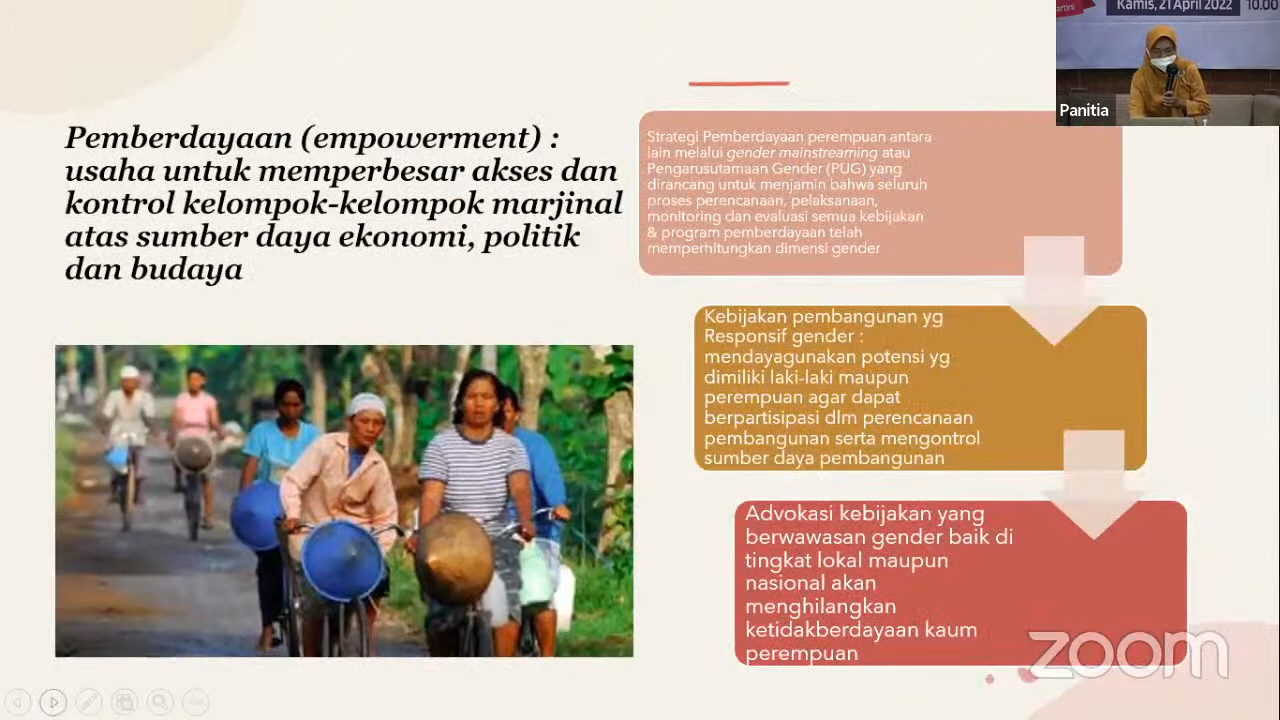 Kamis, 21 April 2022
10.00
Panitia
Pemberdayaan (empowerment) :
usaha untuk memperbesar akses dan
kontrol kelompok-kelompok marjinal
atas sumber daya ekonomi, politik
dan budaya
Strategi Pemberdayaan perempuan antara
lain melalui gender mainstreaming atau
Pengarusutamaan Gender (PUG) yang
dirancang untuk menjamin bahwa seluruh
proses perencanaan, pelaksanaan,
monitoring dan evaluasi semua kebijakan
& program pemberdayaan telah
memperhitungkan dimensi gender
Kebijakan pembangunan yg
Responsif gender :
mendayagunakan potensi yg
dimiliki laki-laki maupun
perempuan agar dapat
berpartisipasi dlm perencanaan
pembangunan serta mengontrol
sumber daya pembangunan
Advokasi kebijakan yang
berwawasan gender baik di
tingkat lokal maupun
nasional akan
menghilangkan
ketidakberdayaan kaum
perempuan
zoom